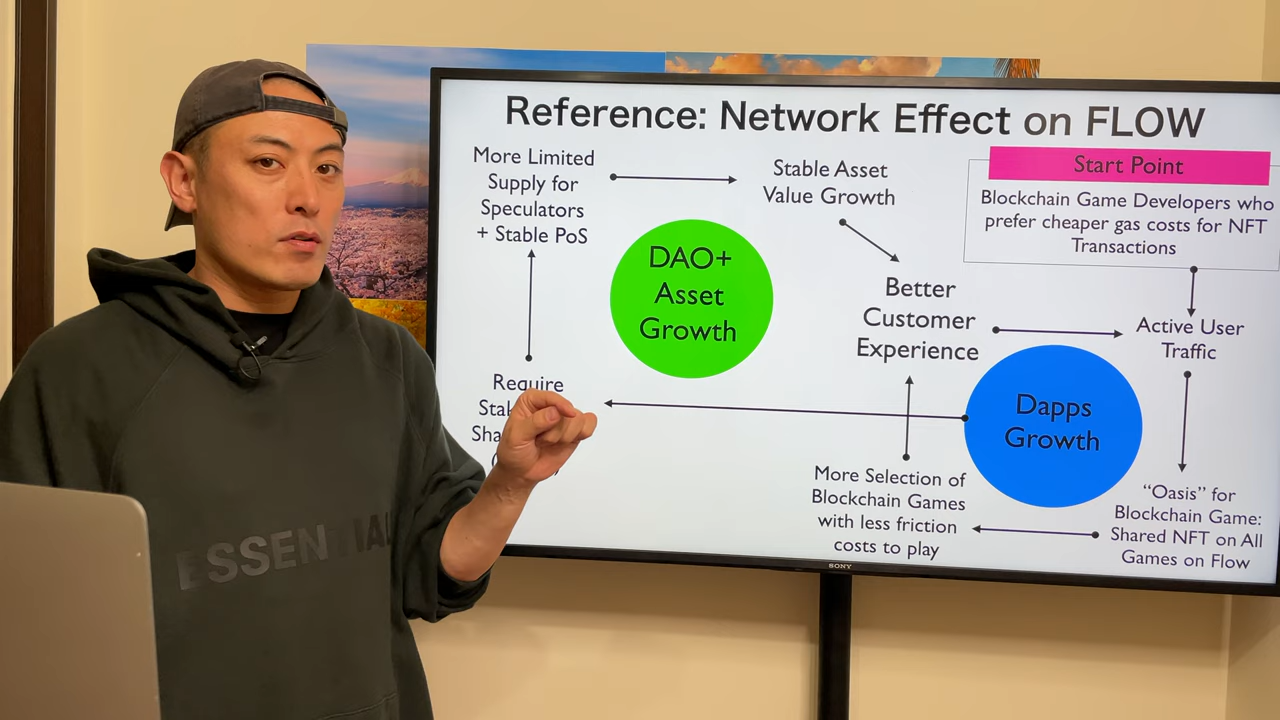 Reference: Network Effect on FLOW
More Limited
Supply for
Speculators
+ Stable PoS
Stable Asset
Value Growth
Start Point
Blockchain Game Developers who
prefer cheaper gas costs for NFT
Transactions
DAO+
Asset
Growth
Better
Customer
Experience
Active User
Traffic
Require
Dapps
Growth
More Selection of
Blockchain Games
with less friction
costs to play
“Oasis” for
Blockchain Game:
Shared NFT on All
Games on Flow
SONY
ESSENTIAL